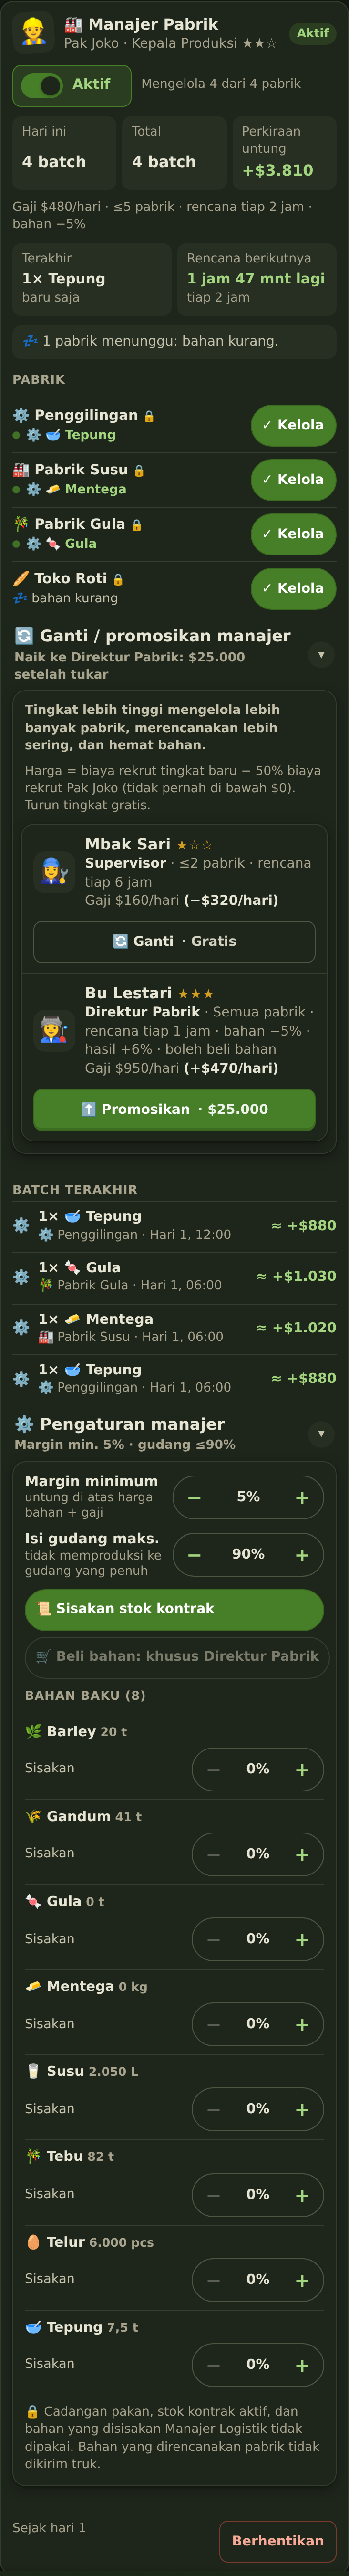 🏭 Manajer Pabrik
Pak Joko · Kepala Produksi ★★☆
Aktif
Aktif
Mengelola 4 dari 4 pabrik
Hari ini
4 batch
Total
4 batch
Perkiraan
untung
+$3.810
Gaji $480/hari · ≤5 pabrik · rencana tiap 2 jam ·
bahan −5%
Terakhir
1× Tepung
baru saja
Rencana berikutnya
1 jam 47 mnt lagi
tiap 2 jam
💤 1 pabrik menunggu: bahan kurang.
PABRIK
⚙️ Penggilingan 🔒
⚙️ 🥣 Tepung
✓ Kelola
🏭 Pabrik Susu 🔒
⚙️ 🧈 Mentega
✓ Kelola
🎋 Pabrik Gula 🔒
⚙️ 🍬 Gula
✓ Kelola
🥖 Toko Roti 🔒
💤 bahan kurang
✓ Kelola
🔄 Ganti / promosikan manajer
Naik ke Direktur Pabrik: $25.000
setelah tukar
▼
Tingkat lebih tinggi mengelola lebih
banyak pabrik, merencanakan lebih
sering, dan hemat bahan.
Harga = biaya rekrut tingkat baru − 50% biaya
rekrut Pak Joko (tidak pernah di bawah $0).
Turun tingkat gratis.
Mbak Sari ★☆☆
Supervisor · ≤2 pabrik · rencana
tiap 6 jam
Gaji $160/hari (−$320/hari)
🔄 Ganti · Gratis
Bu Lestari ★★★
Direktur Pabrik · Semua pabrik ·
rencana tiap 1 jam · bahan −5% ·
hasil +6% · boleh beli bahan
Gaji $950/hari (+$470/hari)
⬆️ Promosikan · $25.000
BATCH TERAKHIR
1× 🥣 Tepung
⚙️ Penggilingan · Hari 1, 12:00
≈ +$880
1× 🍬 Gula
🎋 Pabrik Gula · Hari 1, 06:00
≈ +$1.030
1× 🧈 Mentega
🏭 Pabrik Susu · Hari 1, 06:00
≈ +$1.020
1× 🥣 Tepung
⚙️ Penggilingan · Hari 1, 06:00
≈ +$880
⚙️ Pengaturan manajer
Margin min. 5% · gudang ≤90%
▼
Margin minimum
untung di atas harga
bahan + gaji
− 5% +
Isi gudang maks.
tidak memproduksi ke
gudang yang penuh
− 90% +
📜 Sisakan stok kontrak
🛒 Beli bahan: khusus Direktur Pabrik
BAHAN BAKU (8)
🌿 Barley 20 t
Sisakan − 0% +
🌾 Gandum 41 t
Sisakan − 0% +
🍬 Gula 0 t
Sisakan − 0% +
🧈 Mentega 0 kg
Sisakan − 0% +
🥛 Susu 2.050 L
Sisakan − 0% +
🎋 Tebu 82 t
Sisakan − 0% +
🥚 Telur 6.000 pcs
Sisakan − 0% +
🥣 Tepung 7,5 t
Sisakan − 0% +
🔒 Cadangan pakan, stok kontrak aktif, dan
bahan yang disisakan Manajer Logistik tidak
dipakai. Bahan yang direncanakan pabrik tidak
dikirim truk.
Sejak hari 1
Berhentikan